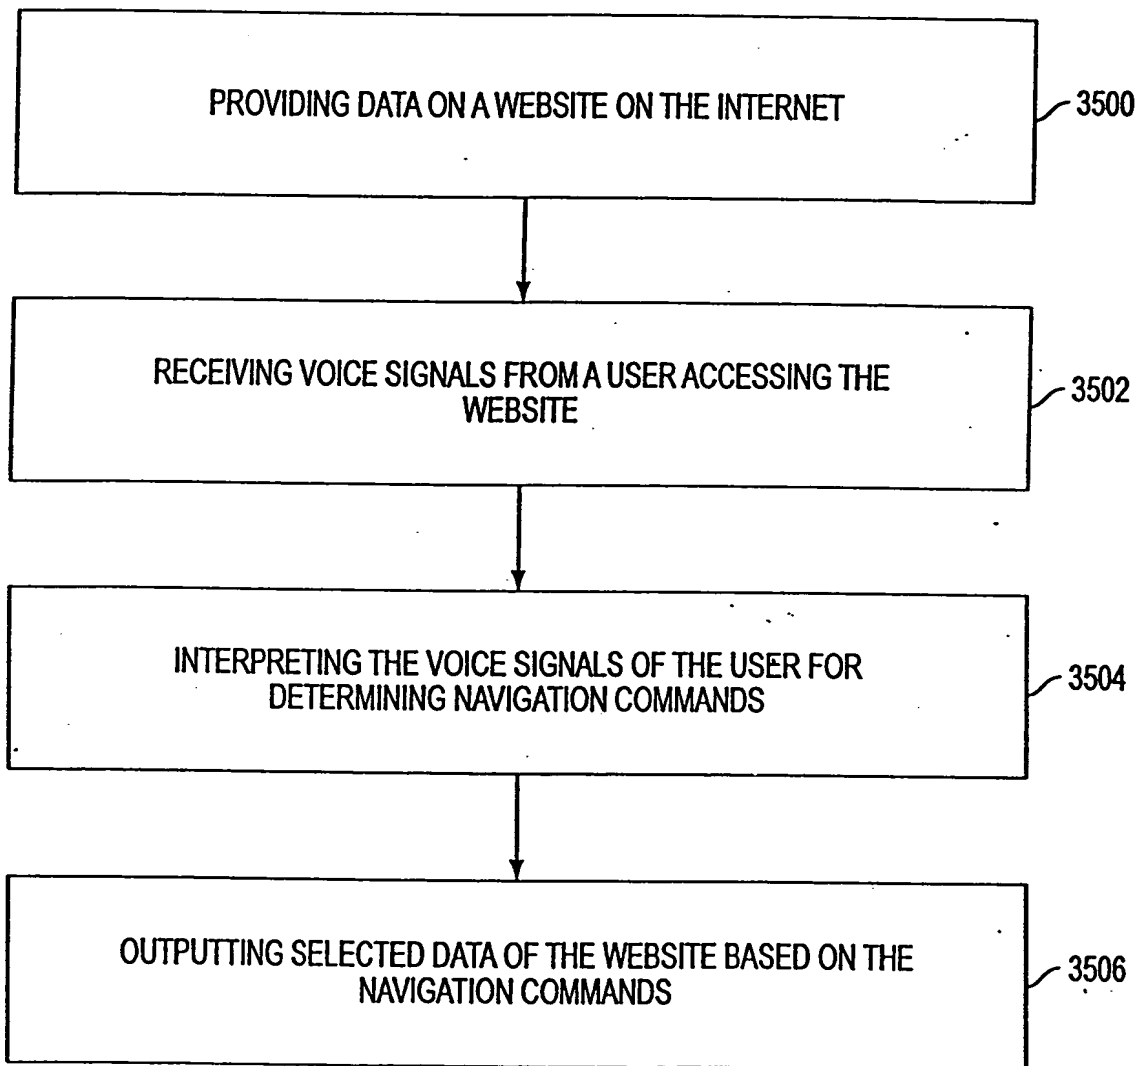 PROVIDING DATA ON A WEBSITE ON THE INTERNET
3500
RECEIVING VOICE SIGNALS FROM A USER ACCESSING THE
WEBSITE
3502
INTERPRETING THE VOICE SIGNALS OF THE USER FOR
DETERMINING NAVIGATION COMMANDS
3504
OUTPUTTING SELECTED DATA OF THE WEBSITE BASED ON THE
NAVIGATION COMMANDS
3506